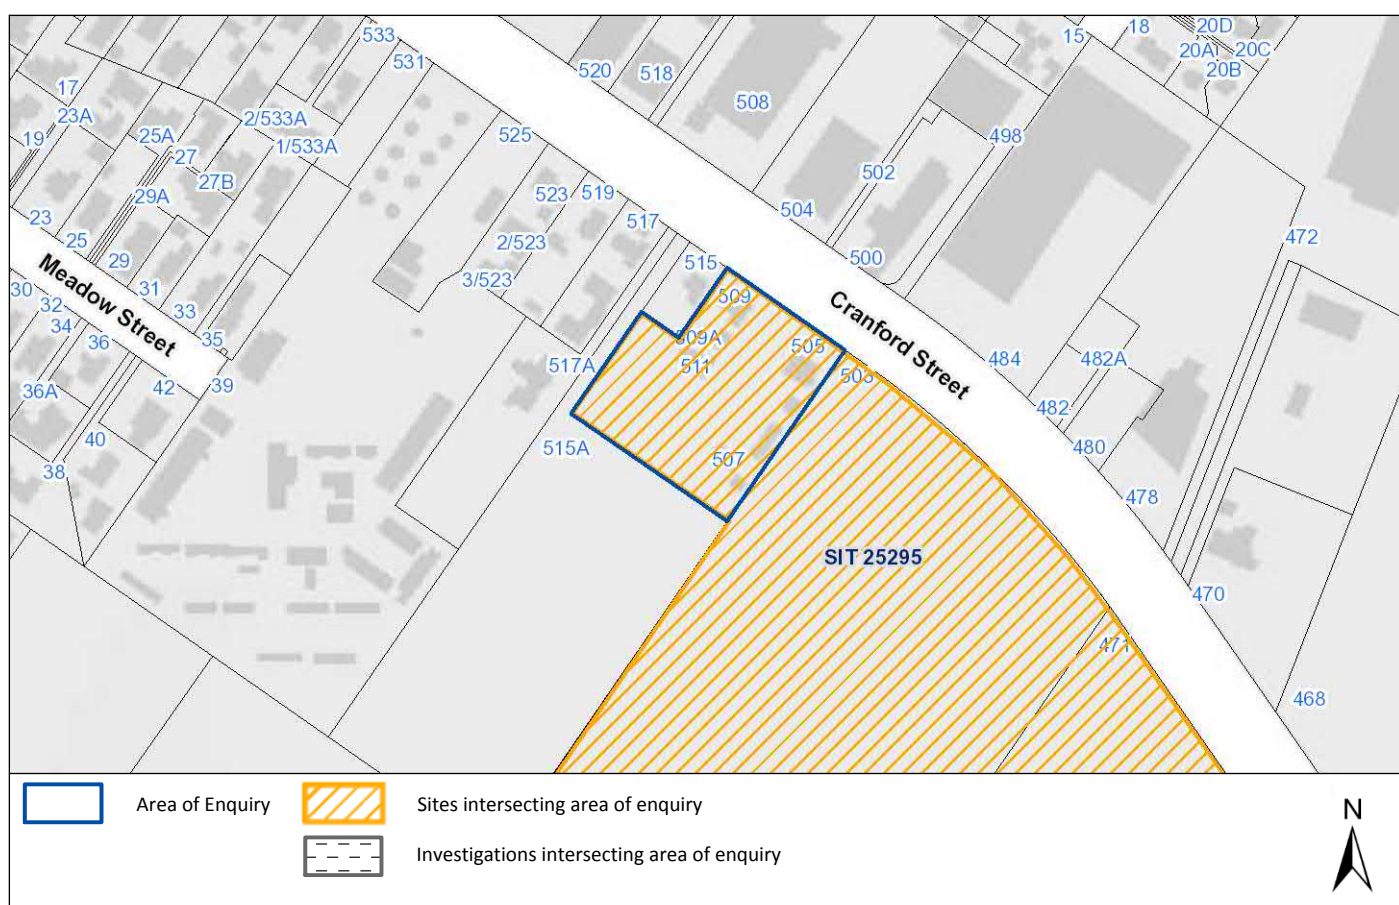 533
531
520
518
508
15
18
20D
20A
20C
20B
17
23A
19
25A
27
2/533A
1/533A
29A
27B
525
498
502
523
519
504
23
25
29
2/523
517
500
472
Meadow Street
30
32
34
36
31
33
35
3/523
515
509
Cranford Street
509A
511
505
503
484
482A
517A
36A
42
39
482
40
38
515A
507
480
478
SIT 25295
470
471
468
Area of Enquiry
Sites intersecting area of enquiry
Investigations intersecting area of enquiry
N